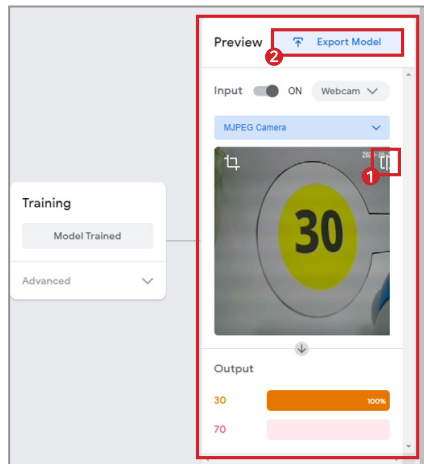 Preview
Export Model
2
Input
ON
Webcam
MJPEG Camera
1
30
Training
Model Trained
Advanced
Output
30
100%
70